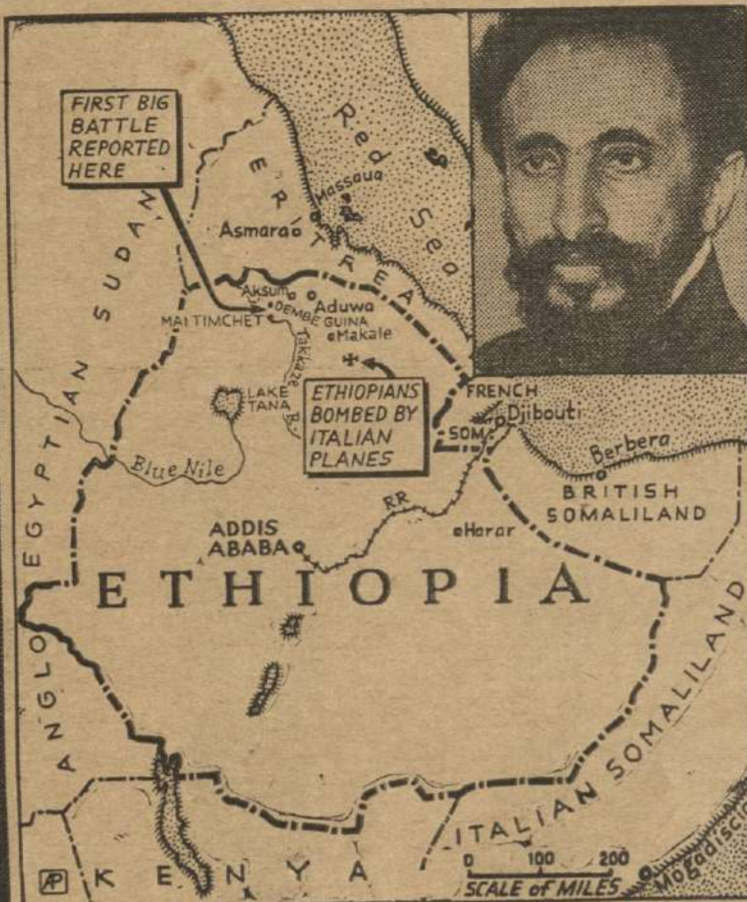 FIRST BIG
BATTLE
REPORTED
HERE
Red Sea
ERITREA
Massaua
Asmara
ANGLO EGYPTIAN SUDAN
Aksum
Aduwa
DEMBE GUINA
MAI TIMCHET
Makale
Takkaze R.
LAKE
TANA
ETHIOPIANS
BOMBED BY
ITALIAN
PLANES
FRENCH
SOM.
Djibouti
Berbera
BRITISH
SOMALILAND
Blue Nile
RR
ADDIS
ABABA
Harar
ETHIOPIA
ITALIAN SOMALILAND
AP
KENYA
0 100 200
SCALE of MILES